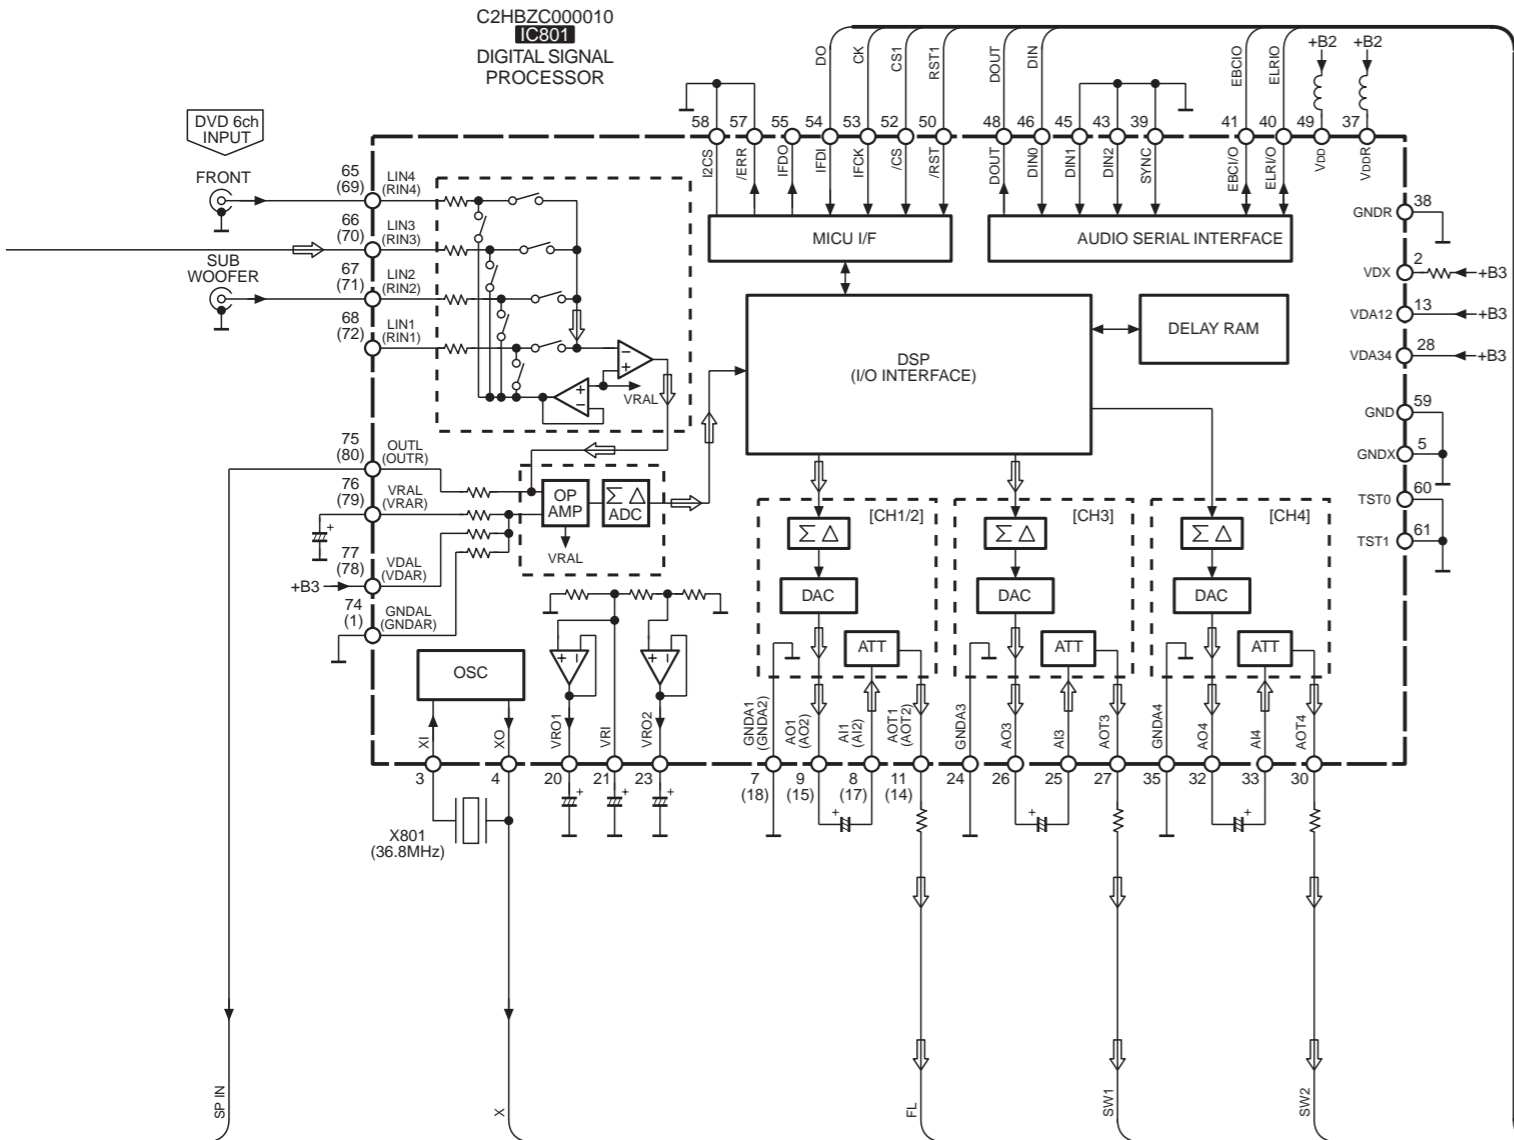 C2HBZC000010
IC801
DIGITAL SIGNAL
PROCESSOR
DVD 6ch
INPUT
FRONT
SUB
WOOFER
65
(69)
LIN4
(RIN4)
66
(70)
LIN3
(RIN3)
67
(71)
LIN2
(RIN2)
68
(72)
LIN1
(RIN1)
75
(80)
OUTL
(OUTR)
76
(79)
VRAL
(VRAR)
77
(78)
VDAL
(VDAR)
+B3
74
(1)
GNDAL
(GNDAR)
+
DO
CK
CS1
RST1
DOUT
DIN
EBCIO
ELRIO
+B2
+B2
58
57
55
54
53
52
50
48
46
45
43
39
41
40
49
37
I2CS
/ERR
IFDO
IFDI
IFCK
/CS
/RST
DOUT
DIN0
DIN1
DIN2
SYNC
EBCI/O
ELRI/O
VDD
VDDR
MICU I/F
AUDIO SERIAL INTERFACE
DSP
(I/O INTERFACE)
DELAY RAM
38
GNDR
2
VDX
+B3
13
VDA12
+B3
28
VDA34
+B3
59
GND
5
GNDX
60
TST0
61
TST1
−
+
+
−
VRAL
OP
AMP
Σ Δ
ADC
VRAL
OSC
+ −
+ −
[CH1/2]
Σ Δ
DAC
ATT
[CH3]
Σ Δ
DAC
ATT
[CH4]
Σ Δ
DAC
ATT
XI
XO
VRO1
VRI
VRO2
GNDA1
(GNDA2)
AO1
(AO2)
AI1
(AI2)
AOT1
(AOT2)
GNDA3
AO3
AI3
AOT3
GNDA4
AO4
AI4
AOT4
3
4
20
21
23
7
(18)
9
(15)
8
(17)
11
(14)
24
26
25
27
35
32
33
30
+
+
+
+
+
+
X801
(36.8MHz)
SP IN
X
FL
SW1
SW2